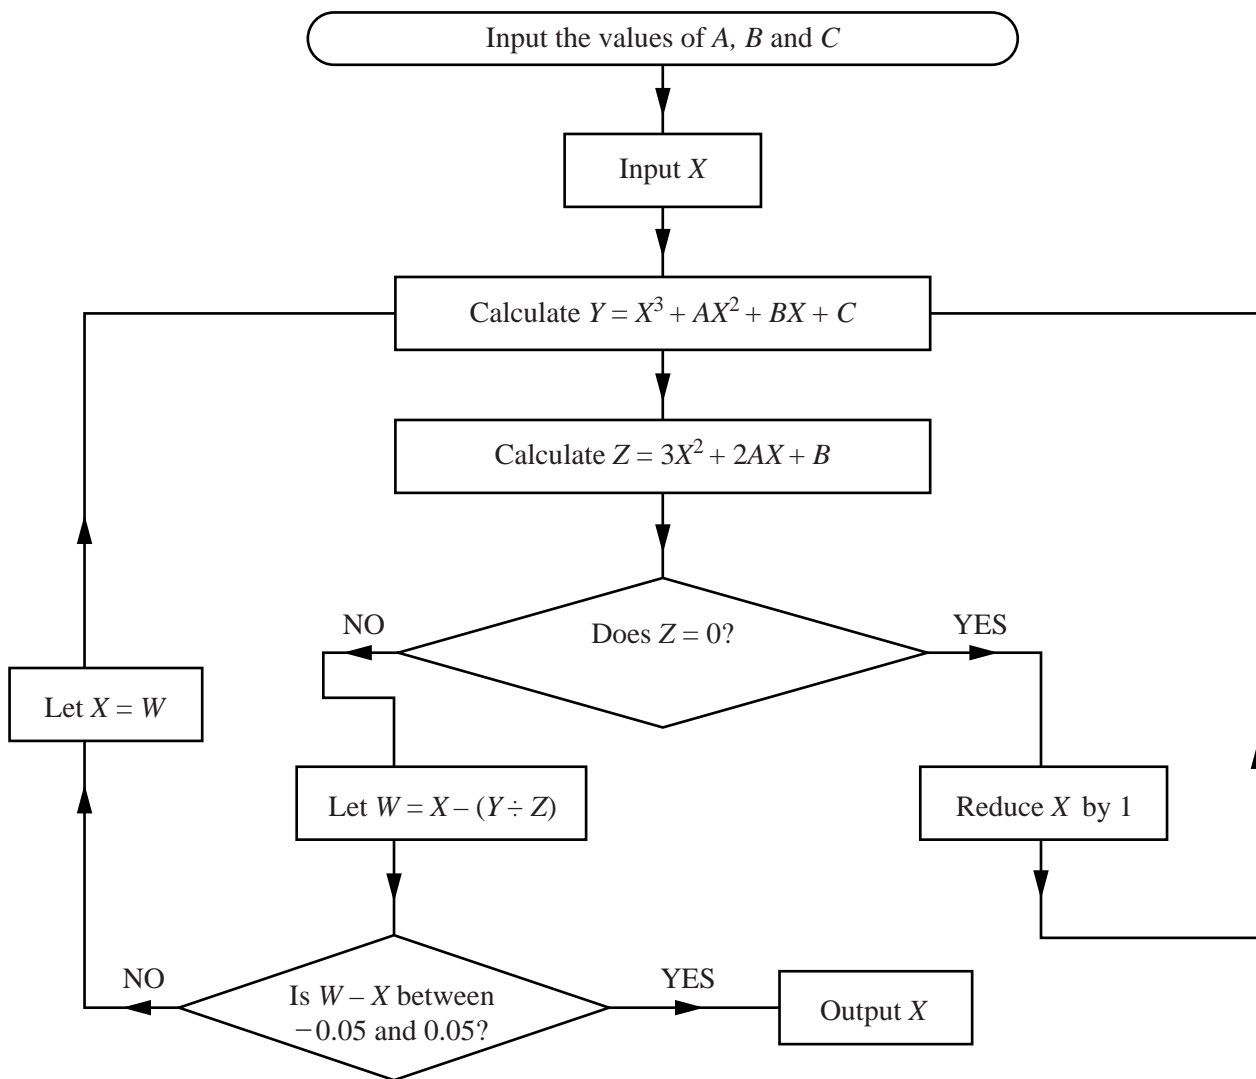 Input the values of A, B and C
Input X
Calculate Y = X³ + AX² + BX + C
Calculate Z = 3X² + 2AX + B
NO
Does Z = 0?
YES
Let X = W
Let W = X – (Y ÷ Z)
Reduce X by 1
NO
Is W – X between
−0.05 and 0.05?
YES
Output X